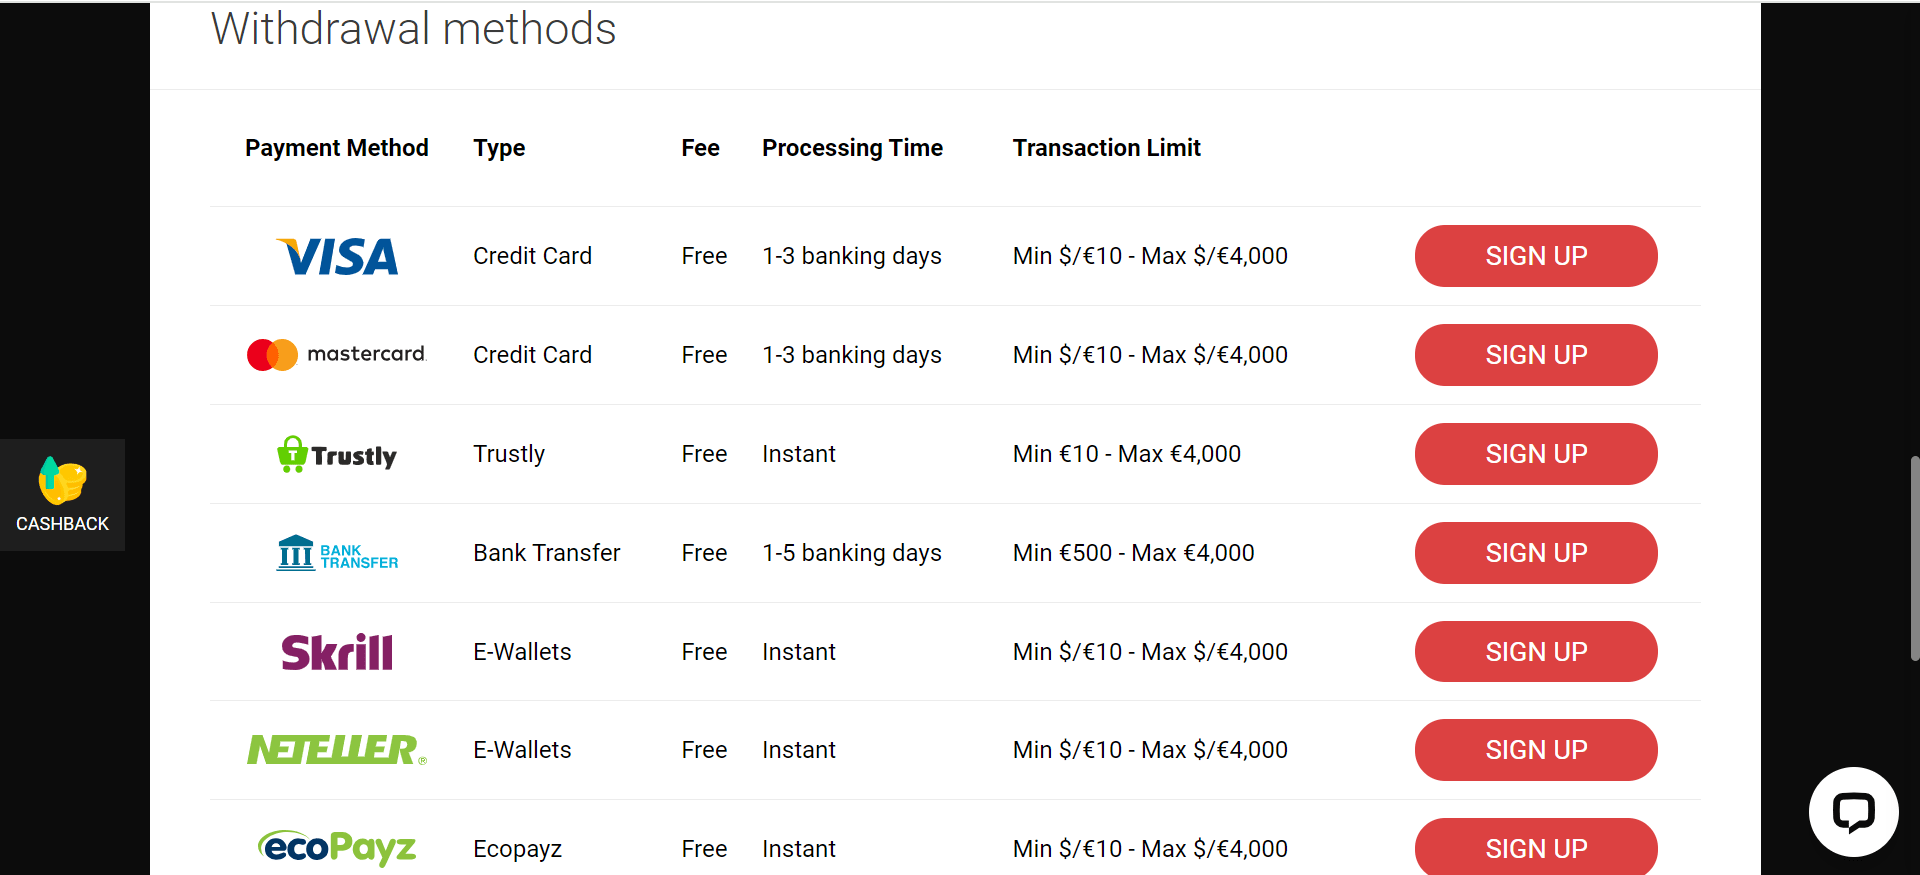 Withdrawal methods
Payment Method Type Fee Processing Time Transaction Limit
VISA Credit Card Free 1-3 banking days Min $/€10 - Max $/€4,000 SIGN UP
mastercard. Credit Card Free 1-3 banking days Min $/€10 - Max $/€4,000 SIGN UP
T Trustly Trustly Free Instant Min €10 - Max €4,000 SIGN UP
CASHBACK
BANK
TRANSFER Bank Transfer Free 1-5 banking days Min €500 - Max €4,000 SIGN UP
Skrill E-Wallets Free Instant Min $/€10 - Max $/€4,000 SIGN UP
NETELLER® E-Wallets Free Instant Min $/€10 - Max $/€4,000 SIGN UP
ecoPayz Ecopayz Free Instant Min $/€10 - Max $/€4,000 SIGN UP